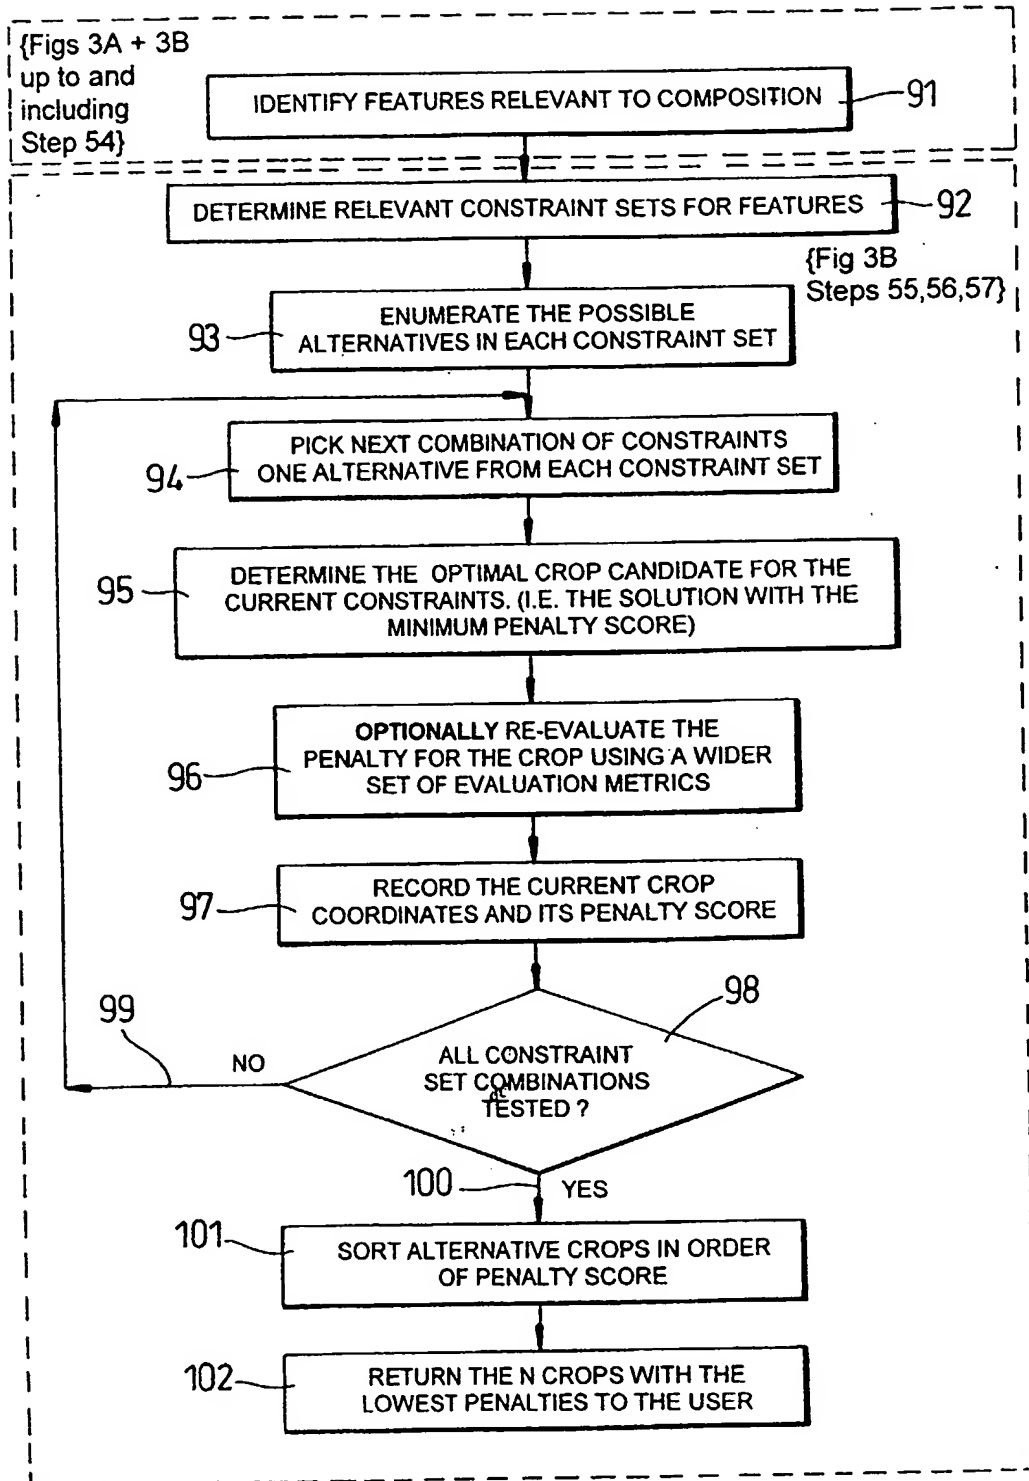 {Figs 3A + 3B
up to and
including
Step 54}
IDENTIFY FEATURES RELEVANT TO COMPOSITION
91
DETERMINE RELEVANT CONSTRAINT SETS FOR FEATURES
92
{Fig 3B
Steps 55,56,57}
93
ENUMERATE THE POSSIBLE
ALTERNATIVES IN EACH CONSTRAINT SET
94
PICK NEXT COMBINATION OF CONSTRAINTS
ONE ALTERNATIVE FROM EACH CONSTRAINT SET
95
DETERMINE THE OPTIMAL CROP CANDIDATE FOR THE
CURRENT CONSTRAINTS. (I.E. THE SOLUTION WITH THE
MINIMUM PENALTY SCORE)
96
OPTIONALLY RE-EVALUATE THE
PENALTY FOR THE CROP USING A WIDER
SET OF EVALUATION METRICS
97
RECORD THE CURRENT CROP
COORDINATES AND ITS PENALTY SCORE
98
99
NO
ALL CONSTRAINT
SET COMBINATIONS
TESTED ?
100
YES
101
SORT ALTERNATIVE CROPS IN ORDER
OF PENALTY SCORE
102
RETURN THE N CROPS WITH THE
LOWEST PENALTIES TO THE USER